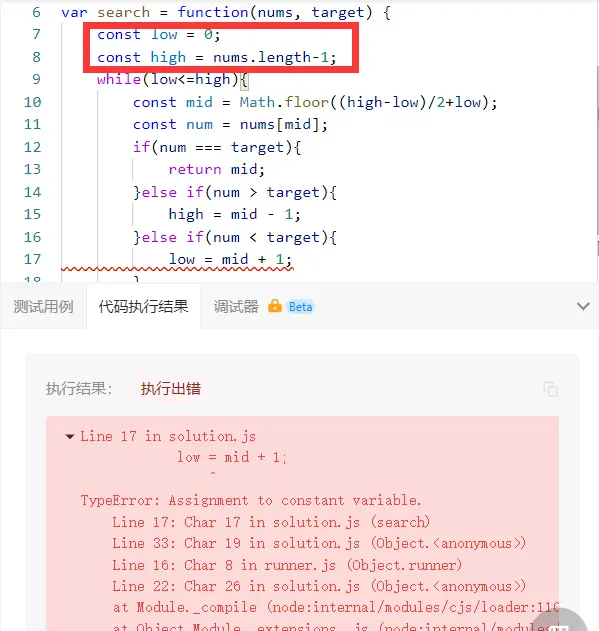 6 var search = function(nums, target) {
7 const low = 0;
8 const high = nums.length-1;
9 while(low<=high){
10 const mid = Math.floor((high-low)/2+low);
11 const num = nums[mid];
12 if(num === target){
13 return mid;
14 }else if(num > target){
15 high = mid - 1;
16 }else if(num < target){
17 low = mid + 1;
18 }
测试用例 代码执行结果 调试器 Beta
执行结果： 执行出错
Line 17 in solution.js
low = mid + 1;
^
TypeError: Assignment to constant variable.
Line 17: Char 17 in solution.js (search)
Line 33: Char 19 in solution.js (Object.<anonymous>)
Line 16: Char 8 in runner.js (Object.runner)
Line 22: Char 26 in solution.js (Object.<anonymous>)
at Module._compile (node:internal/modules/cjs/loader:110
at Object.Module._extensions..js (node:internal/modules